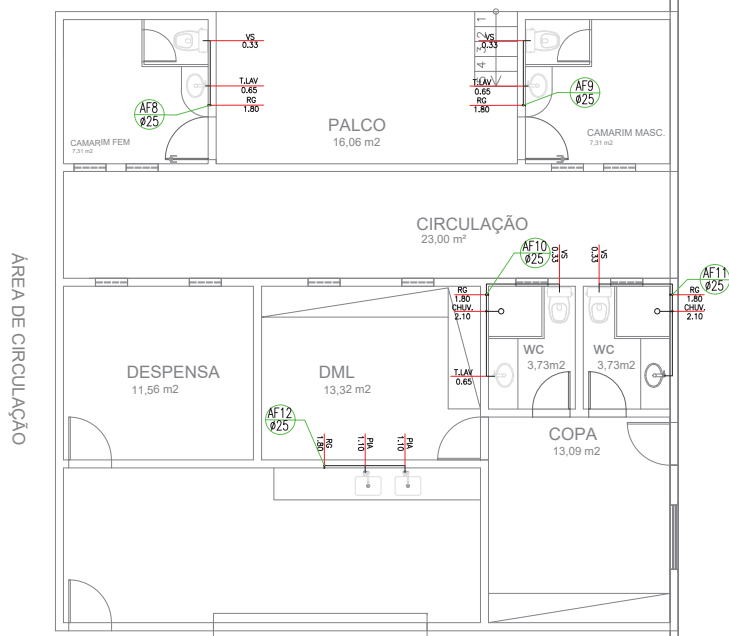 VS
0.33
T.LAV
0.65
RG
1.80
AF8
ø25
CAMARIM FEM
7,31 m2
PALCO
16,06 m2
1
2
3
4
VS
0.33
T.LAV
0.65
RG
1.80
AF9
ø25
CAMARIM MASC.
7,31 m2
CIRCULAÇÃO
23,00 m²
ÁREA DE CIRCULAÇÃO
AF10
ø25
VS
0.33
VS
0.33
AF11
ø25
RG
1.80
CHUV.
2.10
RG
1.80
CHUV.
2.10
T.LAV
0.65
WC
3,73m2
WC
3,73m2
DESPENSA
11,56 m2
DML
13,32 m2
AF12
ø25
RG
1.80
PIA
1.10
PIA
1.10
COPA
13,09 m2